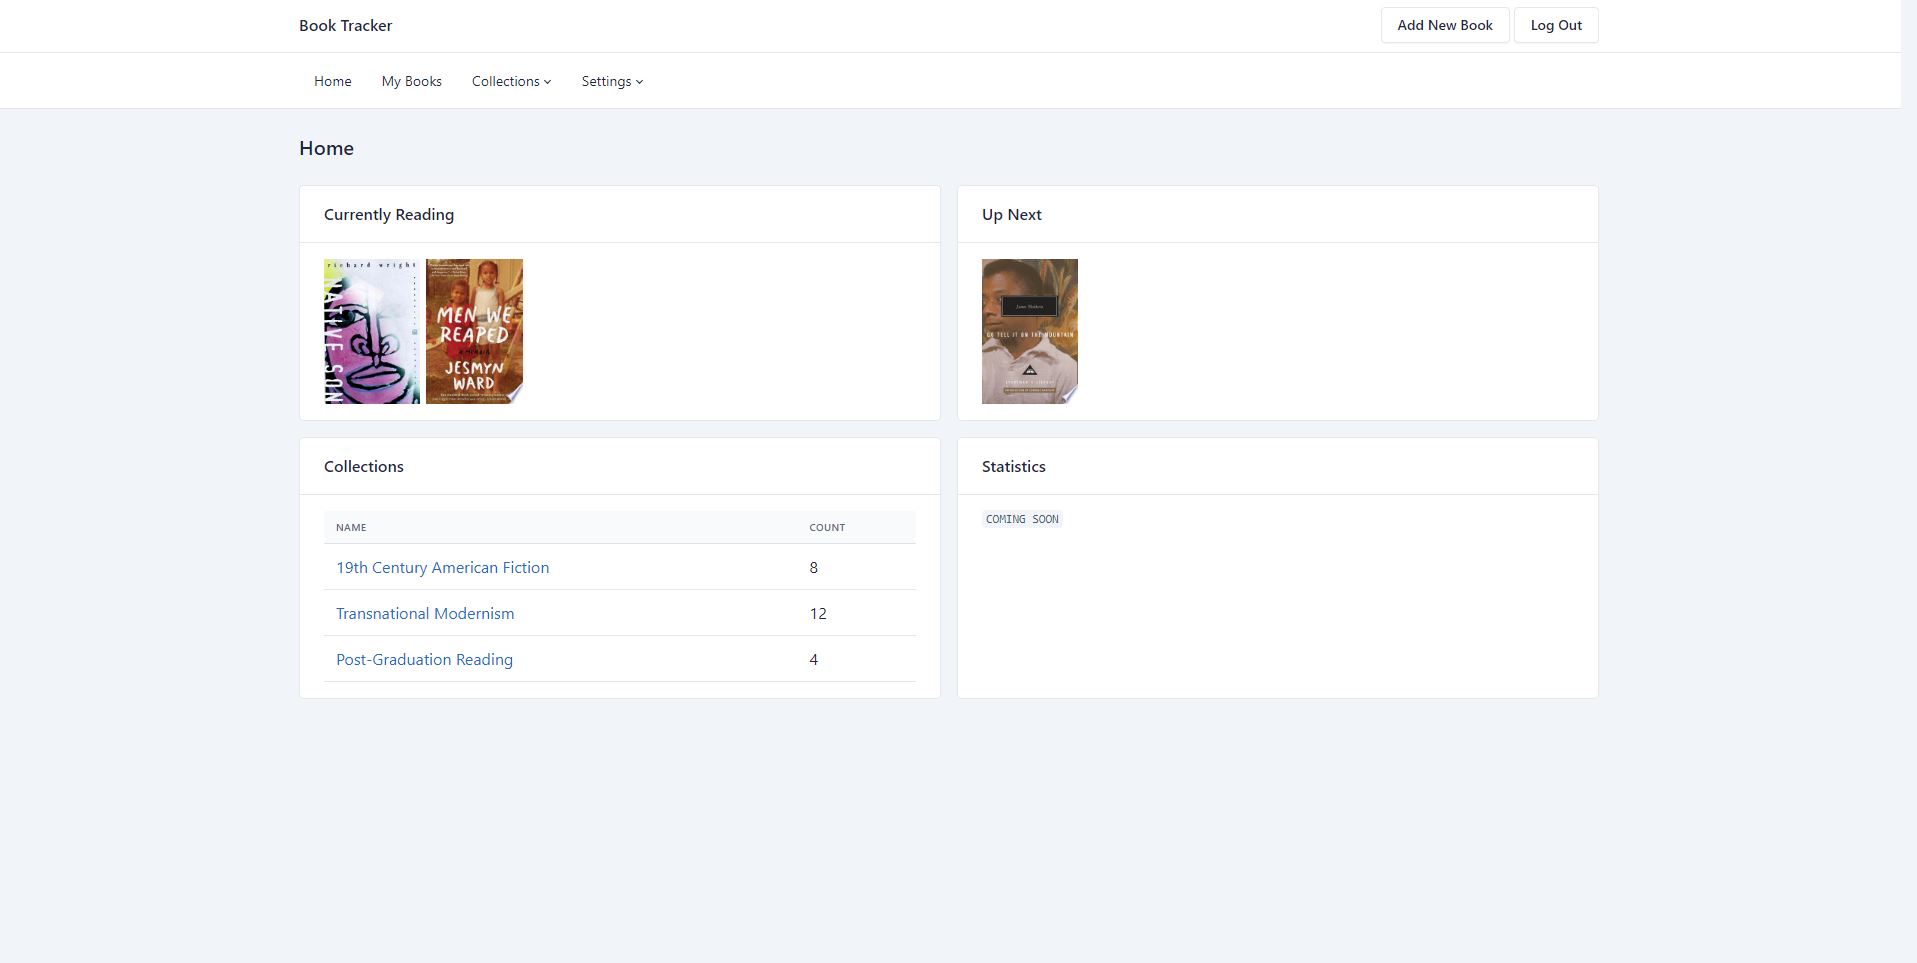 Book Tracker
Add New Book
Log Out
Home
My Books
Collections
Settings
Home
Currently Reading
Up Next
richard wright
NATIVE SON
MEN WE
REAPED
a memoir
JESMYN
WARD
GO TELL IT ON THE MOUNTAIN
EVERYMAN'S LIBRARY
Collections
Statistics
NAME
COUNT
COMING SOON
19th Century American Fiction
8
Transnational Modernism
12
Post-Graduation Reading
4